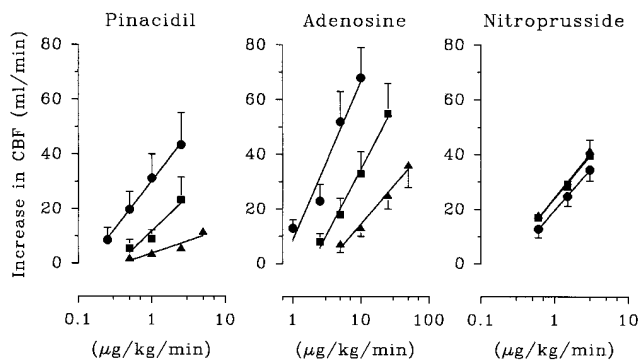 Pinacidil Adenosine Nitroprusside
Increase in CBF (ml/min)
80 80 80
60 60 60
40 40 40
20 20 20
0 0 0
0.1 1 10 1 10 100 0.1 1 10
(μg/kg/min) (μg/kg/min) (μg/kg/min)